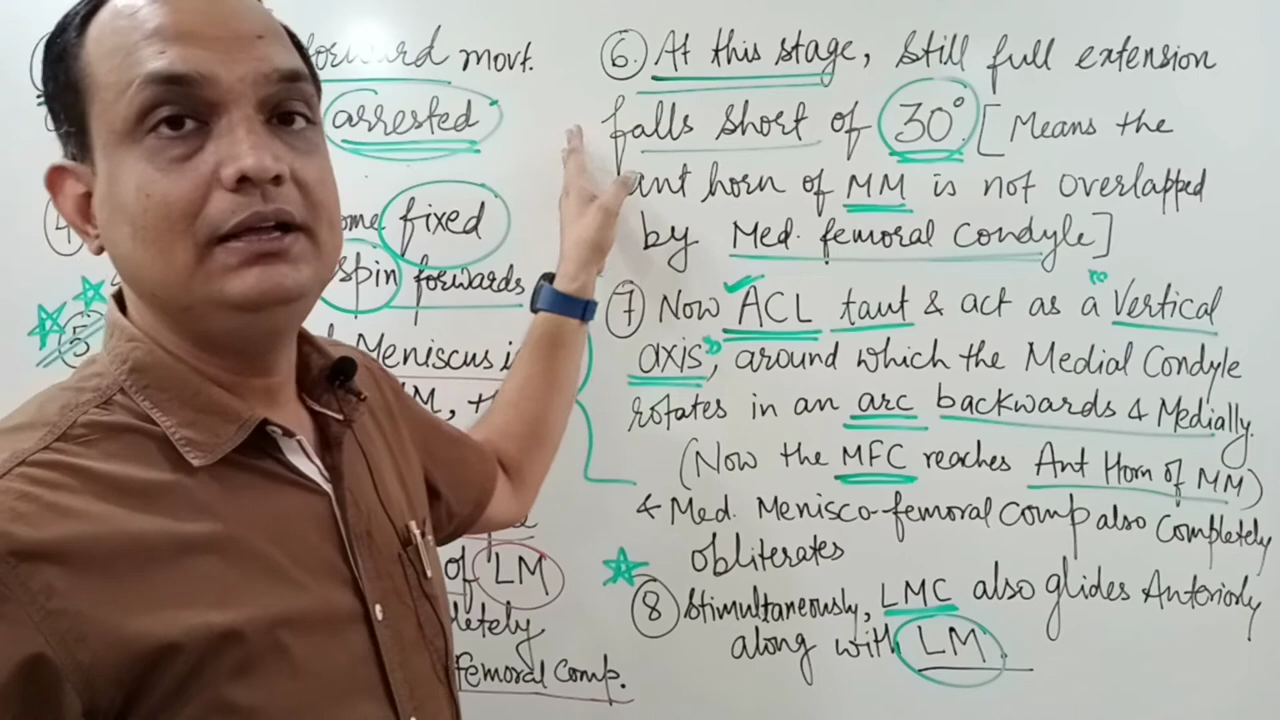 forward movt.
arrested
4
fixed
spin forwards
5 Meniscus
M,
of LM
letely
femoral comp.
6. At this stage, Still full extension
falls short of 30° [Means the
ant horn of MM is not overlapped
by Med. femoral Condyle]
7 Now ACL taut & act as a Vertical
axis, around which the Medial Condyle
rotates in an arc backwards & Medially.
(Now the MFC reaches Ant Horn of MM)
& Med. Menisco-femoral Comp also Completely
obliterates
8 Stimultaneously, LMC also glides Anteriorly
along with LM